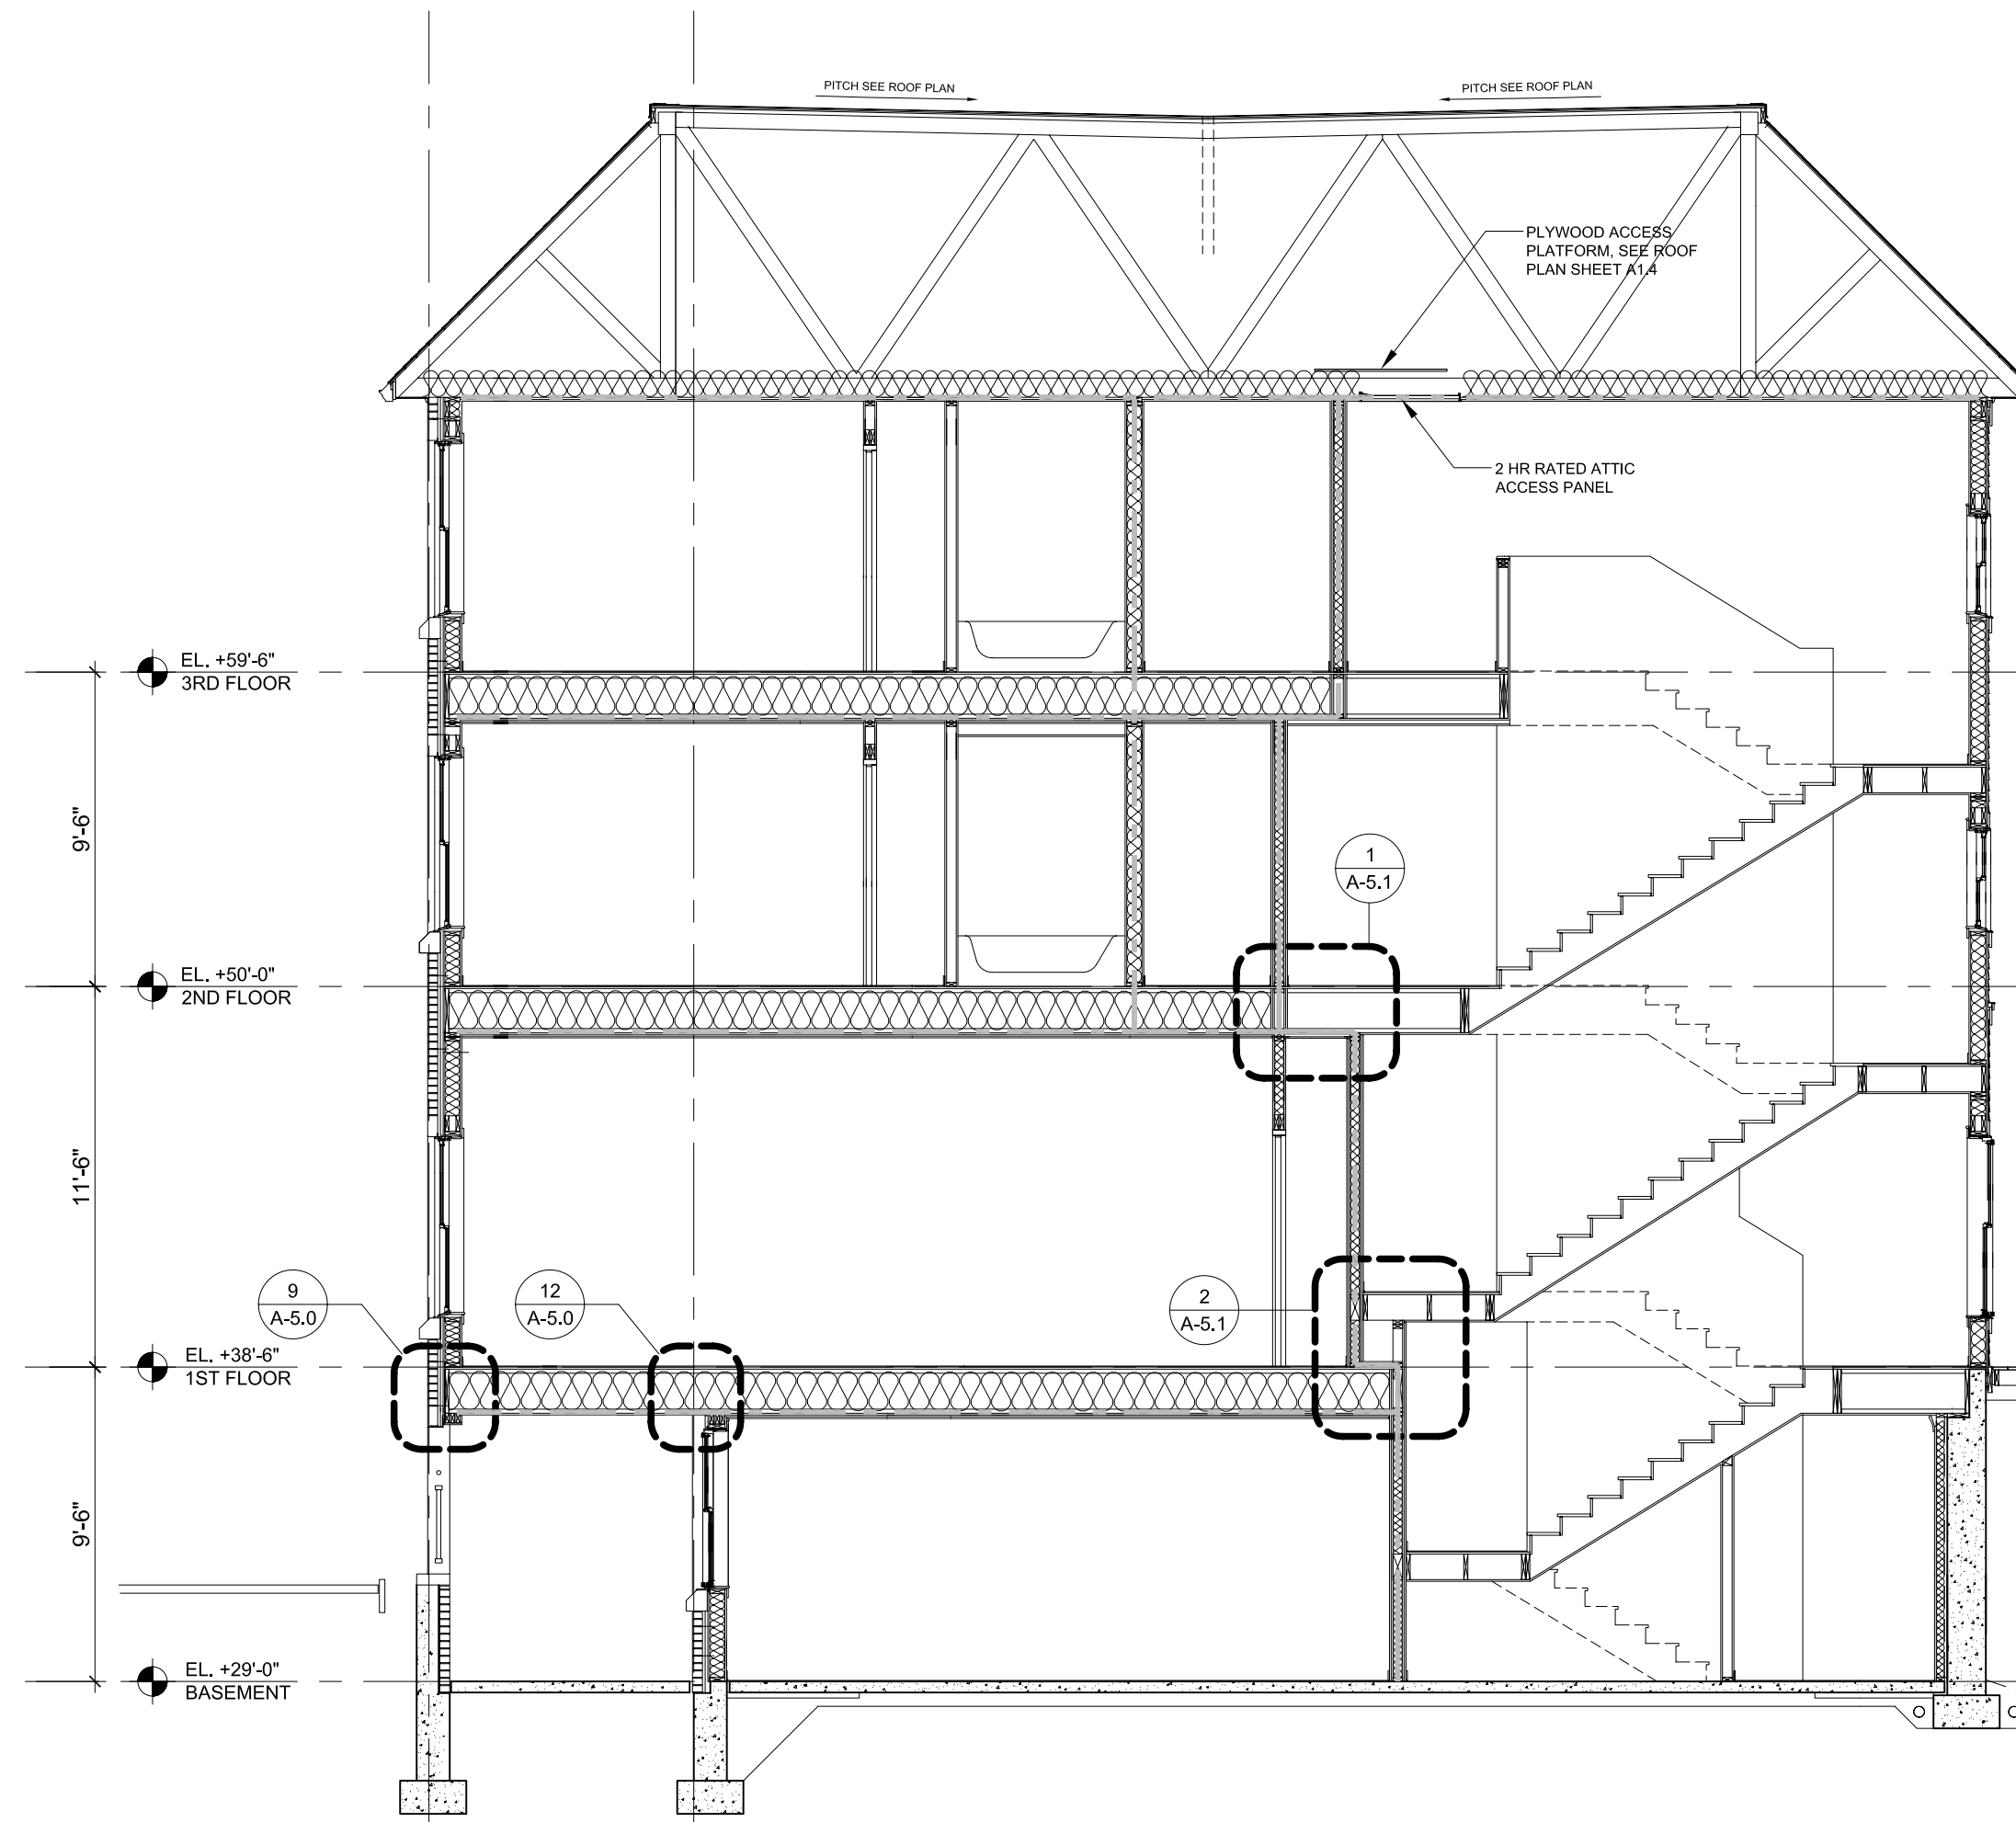 PITCH SEE ROOF PLAN
PITCH SEE ROOF PLAN
PLYWOOD ACCESS
PLATFORM, SEE ROOF
PLAN SHEET A1.4
2 HR RATED ATTIC
ACCESS PANEL
EL. +59'-6"
3RD FLOOR
9'-6"
1
A-5.1
EL. +50'-0"
2ND FLOOR
11'-6"
9
A-5.0
12
A-5.0
2
A-5.1
EL. +38'-6"
1ST FLOOR
9'-6"
EL. +29'-0"
BASEMENT